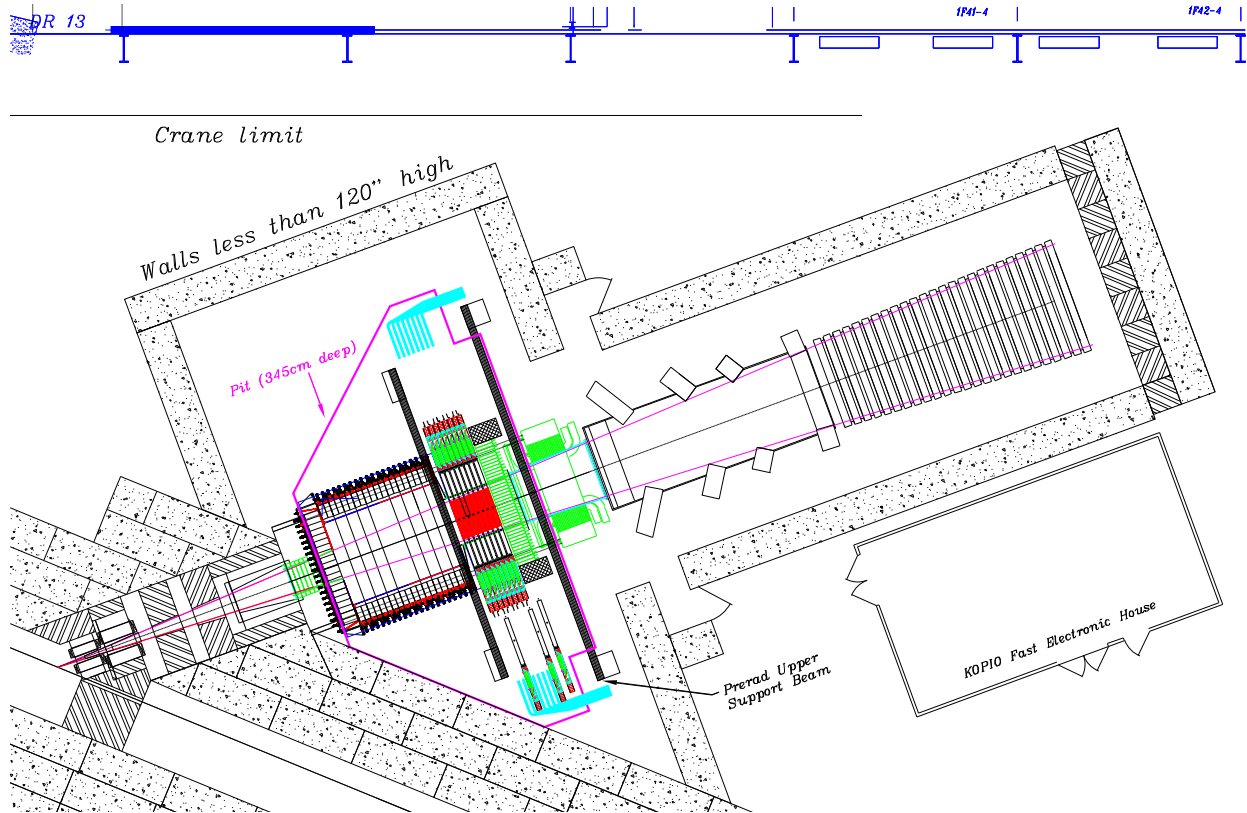 DR 13
1F41-4
1F42-4
Crane limit
Walls less than 120" high
Pit (345cm deep)
KOPIO Fast Electronic House
Prerad Upper
Support Beam